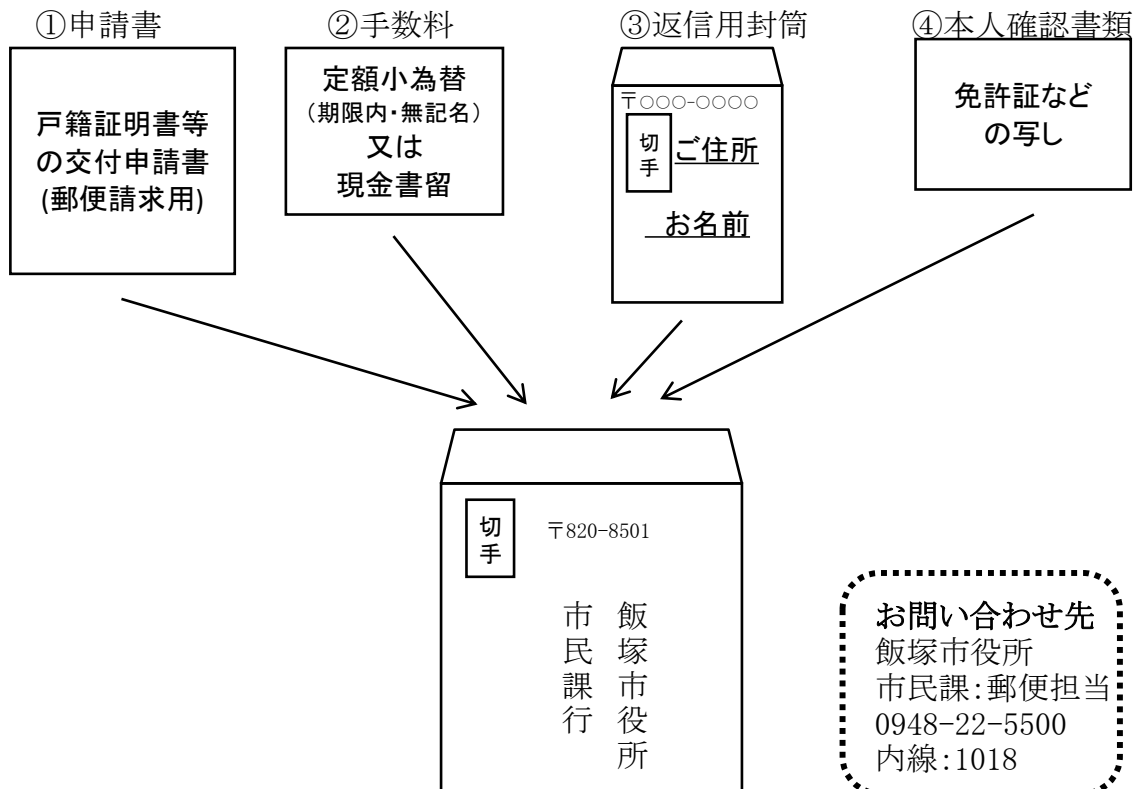 ①申請書
戸籍証明書等
の交付申請書
(郵便請求用)
②手数料
定額小為替
(期限内・無記名)
又は
現金書留
③返信用封筒
〒○○○-○○○○
切手
ご住所
お名前
④本人確認書類
免許証など
の写し
切手
〒820-8501
飯塚市役所
市民課行
お問い合わせ先
飯塚市役所
市民課:郵便担当
0948-22-5500
内線:1018